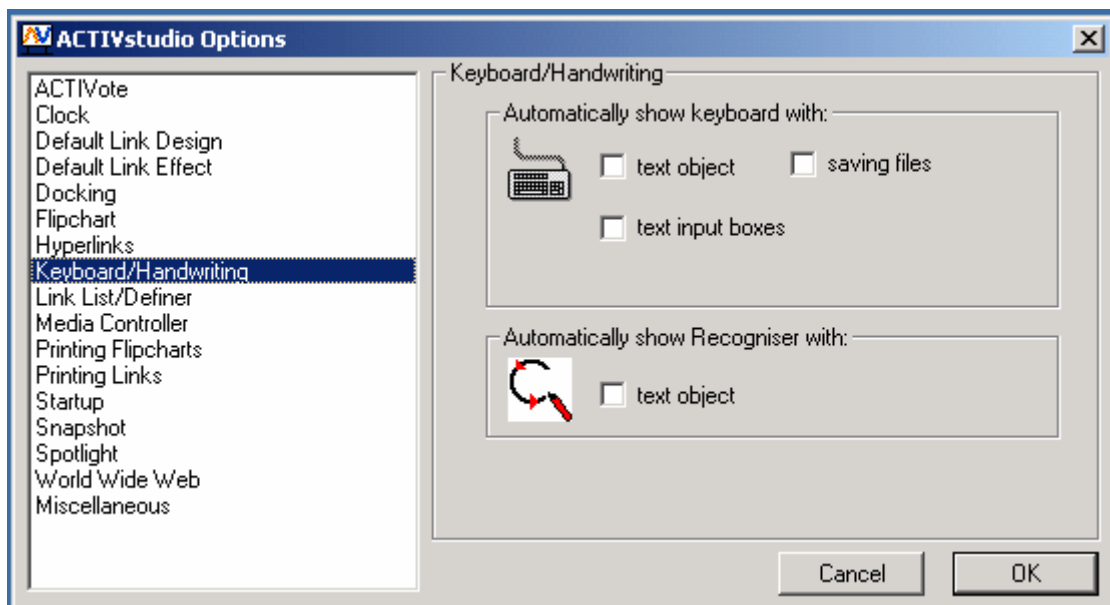 ACTIVstudio Options
ACTIVote
Clock
Default Link Design
Default Link Effect
Docking
Flipchart
Hyperlinks
Keyboard/Handwriting
Link List/Definer
Media Controller
Printing Flipcharts
Printing Links
Startup
Snapshot
Spotlight
World Wide Web
Miscellaneous
Keyboard/Handwriting
Automatically show keyboard with:
text object saving files
text input boxes
Automatically show Recogniser with:
text object
Cancel OK